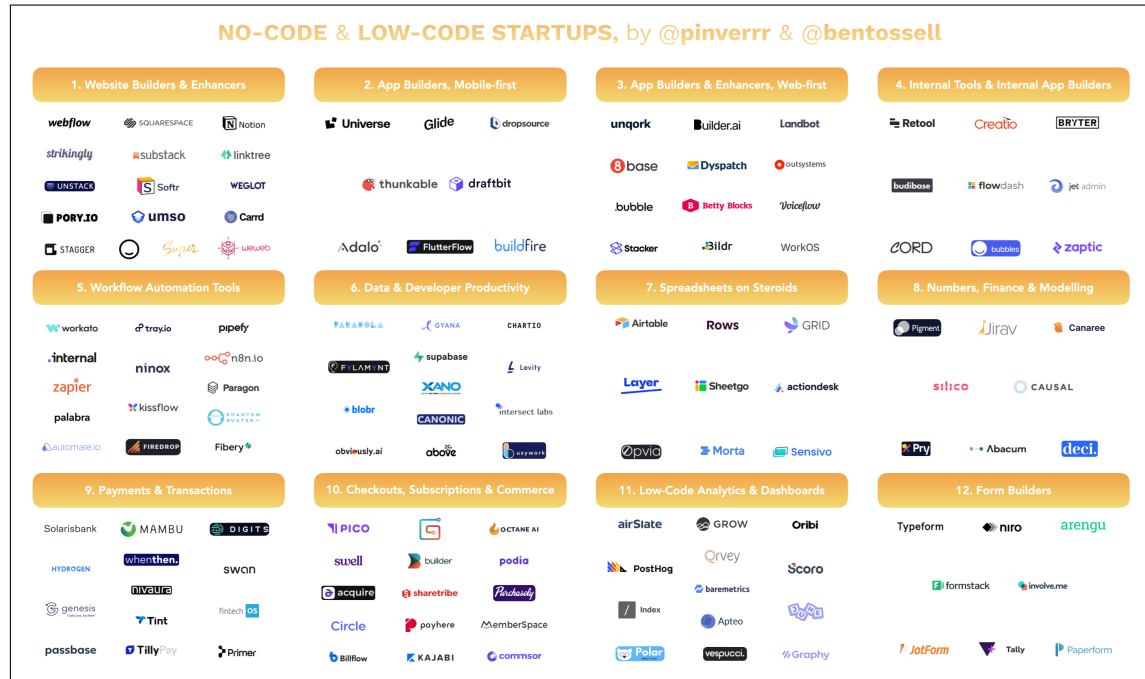 NO-CODE & LOW-CODE STARTUPS, by @pinverrr & @bentossell
1. Website Builders & Enhancers
webflow SQUARESPACE Notion
strikingly substack linktree
UNSTACK Softr WEGLOT
PORY.IO umso Carrd
STAGGER Super weweb
2. App Builders, Mobile-first
Universe Glide dropsource
thunkable draftbit
Adalo FlutterFlow buildfire
3. App Builders & Enhancers, Web-first
unqork Builder.ai Landbot
8base Dyspatch outsystems
.bubble Betty Blocks Voiceflow
Stacker Bildr WorkOS
4. Internal Tools & Internal App Builders
Retool Creatio BRYTER
budibase flowdash jet admin
CORD bubbles zaptic
5. Workflow Automation Tools
workato tray.io pipefy
.internal ninox n8n.io
zapier Paragon
palabra kissflow PHANTOM BUSTER
automate.io FIREDROP Fibery
6. Data & Developer Productivity
PARABOLA GYANA CHARTIO
FYLAMYNT supabase Levity
XANO
blobr CANONIC intersect labs
obviously.ai above busywork
7. Spreadsheets on Steroids
Airtable Rows GRID
Layer Sheetgo actiondesk
Opvia Morta Sensivo
8. Numbers, Finance & Modelling
Pigment Jirav Canaree
silico CAUSAL
Pry Abacum deci.
9. Payments & Transactions
Solarisbank MAMBU DIGITS
HYDROGEN whenthen. swan
nivaura
genesis Tint fintech OS
passbase TillyPay Primer
10. Checkouts, Subscriptions & Commerce
PICO OCTANE AI
swell builder podia
acquire sharetribe Purchasely
Circle payhere MemberSpace
Billflow KAJABI commsor
11. Low-Code Analytics & Dashboards
airSlate GROW Oribi
PostHog Qrvey Scoro
baremetrics
/ Index Apteo JUNE
Polar vespucci. Graphy
12. Form Builders
Typeform niro arengu
formstack involve.me
JotForm Tally Paperform